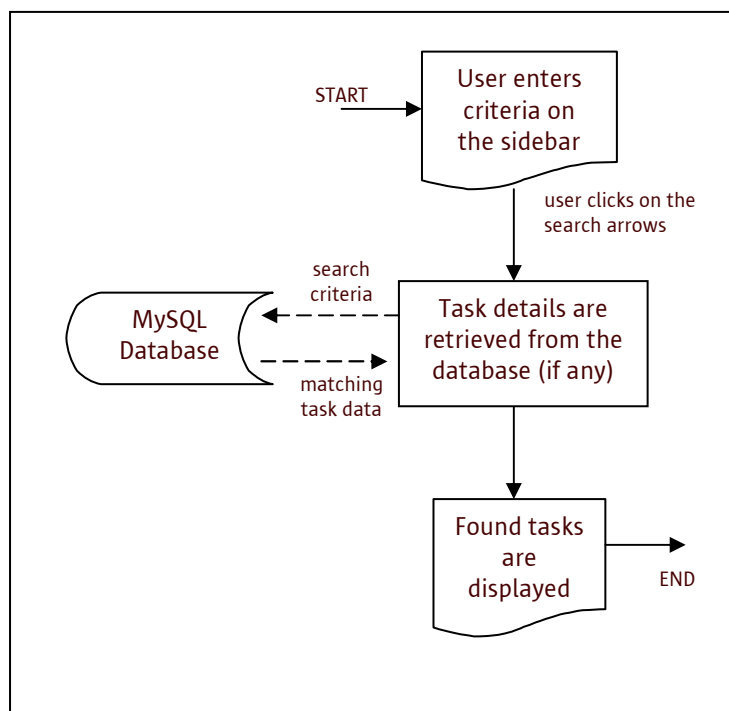 START
User enters
criteria on
the sidebar
user clicks on the
search arrows
search
criteria
MySQL
Database
Task details are
retrieved from the
database (if any)
matching
task data
Found tasks
are
displayed
END